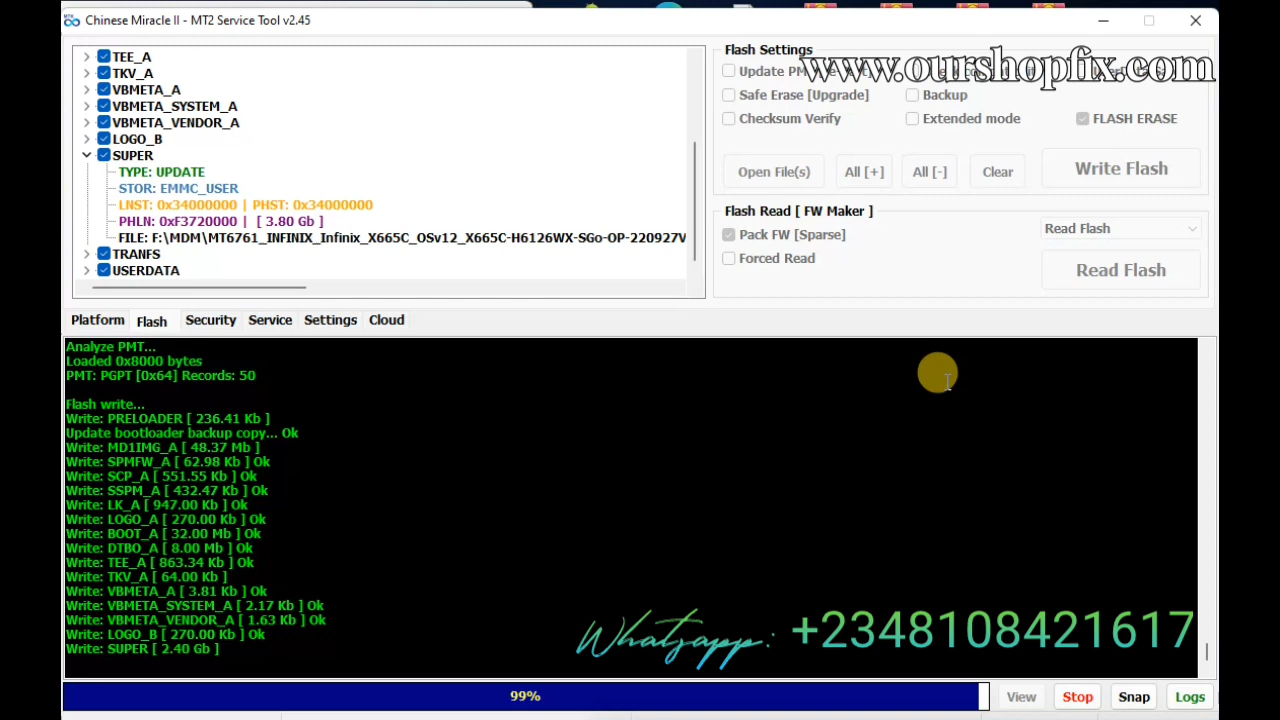 Chinese Miracle II - MT2 Service Tool v2.45
TEE_A
TKV_A
VBMETA_A
VBMETA_SYSTEM_A
VBMETA_VENDOR_A
LOGO_B
SUPER
TYPE: UPDATE
STOR: EMMC_USER
LNST: 0x34000000 | PHST: 0x34000000
PHLN: 0xF3720000 | [ 3.80 Gb ]
FILE: F:\MDM\MT6761_INFINIX_Infinix_X665C_OSv12_X665C-H6126WX-SGo-OP-220927V
TRANFS
USERDATA
Flash Settings
www.ourshopfix.com
Update PM
Safe Erase [Upgrade]
Backup
Checksum Verify
Extended mode
FLASH ERASE
Open File(s)
All [+]
All [-]
Clear
Write Flash
Flash Read [ FW Maker ]
Pack FW [Sparse]
Read Flash
Forced Read
Read Flash
Platform
Flash
Security
Service
Settings
Cloud
Analyze PMT...
Loaded 0x8000 bytes
PMT: PGPT [0x64] Records: 50
Flash write...
Write: PRELOADER [ 236.41 Kb ]
Update bootloader backup copy... Ok
Write: MD1IMG_A [ 48.37 Mb ]
Write: SPMFW_A [ 62.98 Kb ] Ok
Write: SCP_A [ 551.55 Kb ] Ok
Write: SSPM_A [ 432.47 Kb ] Ok
Write: LK_A [ 947.00 Kb ] Ok
Write: LOGO_A [ 270.00 Kb ] Ok
Write: BOOT_A [ 32.00 Mb ] Ok
Write: DTBO_A [ 8.00 Mb ] Ok
Write: TEE_A [ 863.34 Kb ] Ok
Write: TKV_A [ 64.00 Kb ]
Write: VBMETA_A [ 3.81 Kb ] Ok
Write: VBMETA_SYSTEM_A [ 2.17 Kb ] Ok
Write: VBMETA_VENDOR_A [ 1.63 Kb ] Ok
Write: LOGO_B [ 270.00 Kb ] Ok
Write: SUPER [ 2.40 Gb ]
Whatzapp: +2348108421617
99%
View
Stop
Snap
Logs